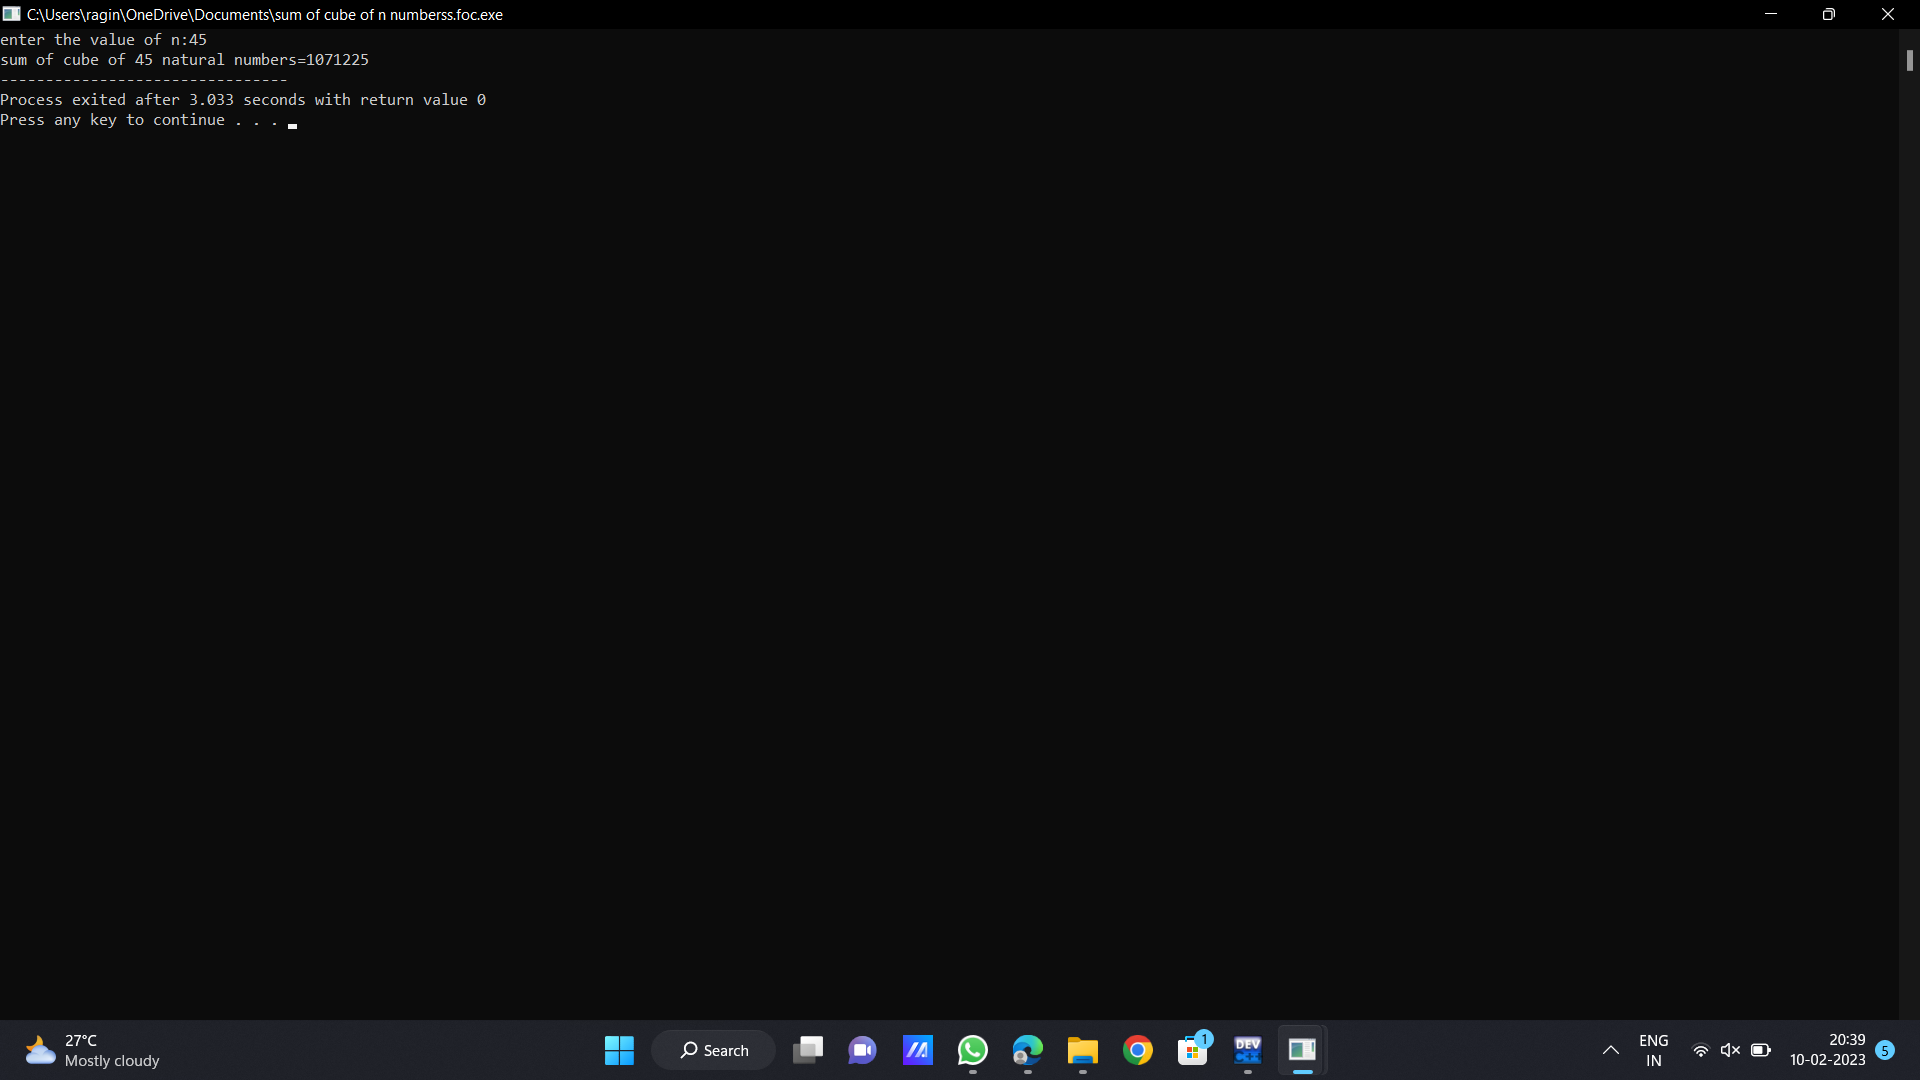 C:\Users\ragin\OneDrive\Documents\sum of cube of n numberss.foc.exe
enter the value of n:45
sum of cube of 45 natural numbers=1071225
--------------------------------
Process exited after 3.033 seconds with return value 0
Press any key to continue . . .
27°C
Mostly cloudy
Search
1
DEV
C++
ENG
IN
20:39
10-02-2023
5